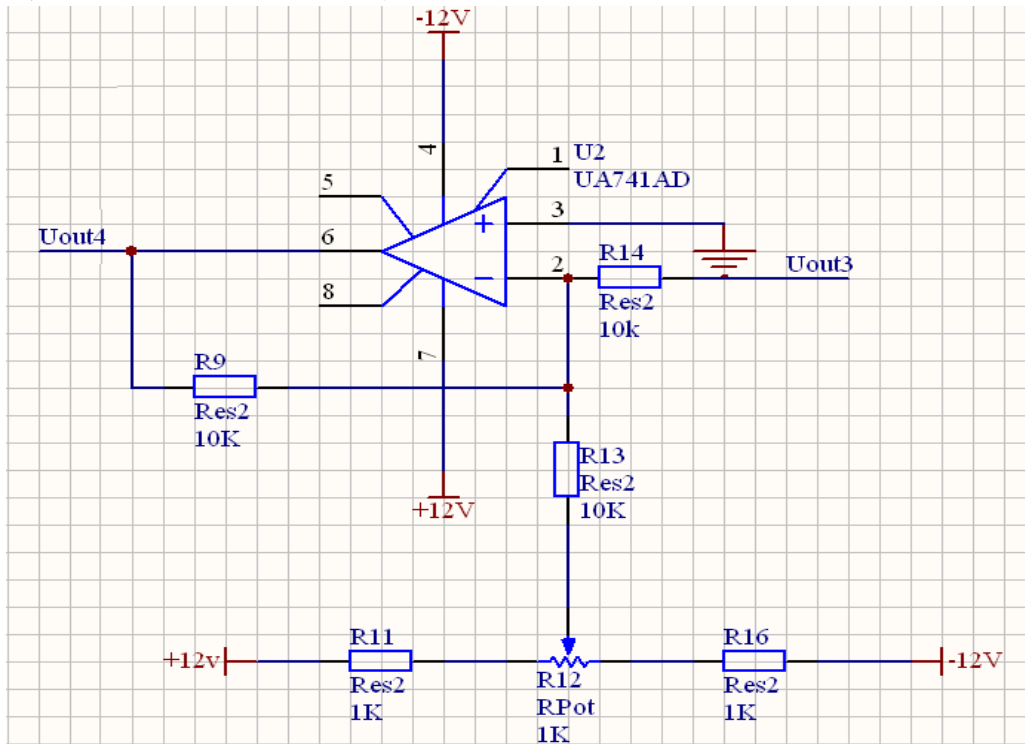 -12V
4
1
U2
UA741AD
5
+
3
Uout4
6
R14
2
Uout3
−
8
Res2
10k
7
R9
Res2
10K
R13
Res2
10K
+12V
R11
R16
+12v
-12V
R12
Res2
RPot
Res2
1K
1K
1K